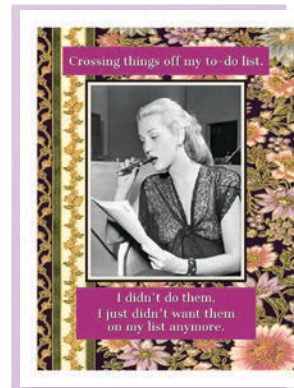 Crossing things off my to-do list.
I didn't do them,
I just didn't want them
on my list anymore.